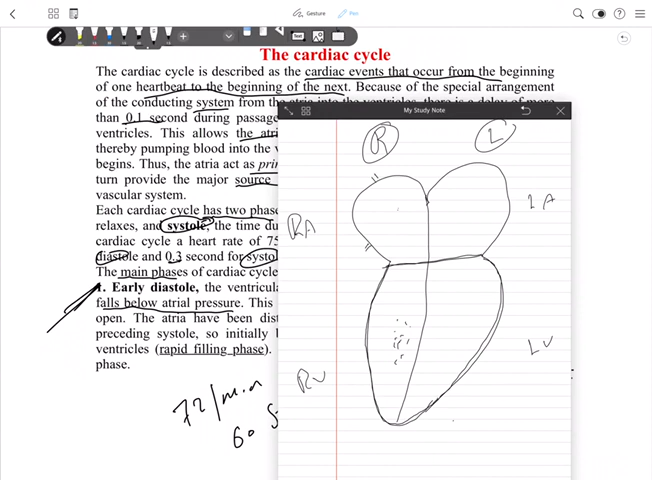 Gesture
Pen
Text
The cardiac cycle
The cardiac cycle is described as the cardiac events that occur from the beginning
of one heartbeat to the beginning of the next. Because of the special arrangement
of the conducting system from the atria into the ventricles, there is a delay of more
than 0.1 second during passag
ventricles. This allows the atri
thereby pumping blood into the v
begins. Thus, the atria act as prim
turn provide the major source
vascular system.
Each cardiac cycle has two phase
relaxes, and systole, the time du
cardiac cycle a heart rate of 75
diastole and 0.3 second for systo
The main phases of cardiac cycle
1. Early diastole, the ventricula
falls below atrial pressure. This
open. The atria have been dist
preceding systole, so initially b
ventricles (rapid filling phase).
phase.
72/min
60 S
My Study Note
R
L
RA
LA
RV
LV